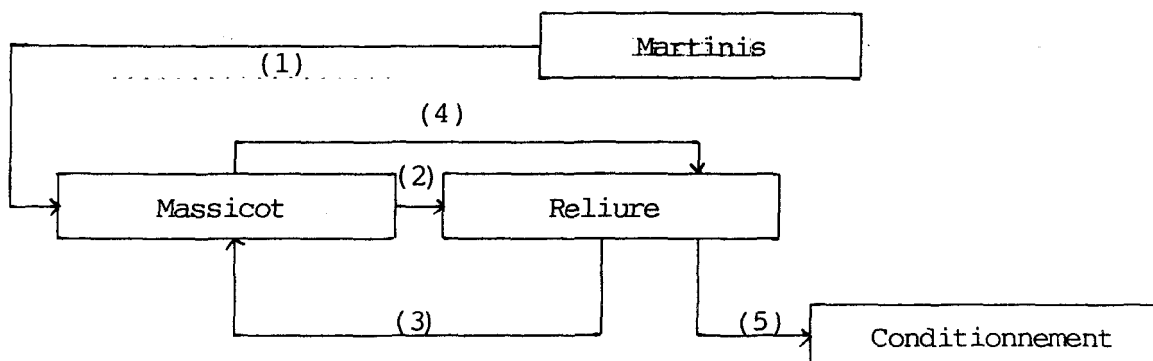 Martinis
(1)
(4)
(2)
Massicot
Reliure
(3)
(5)
Conditionnement